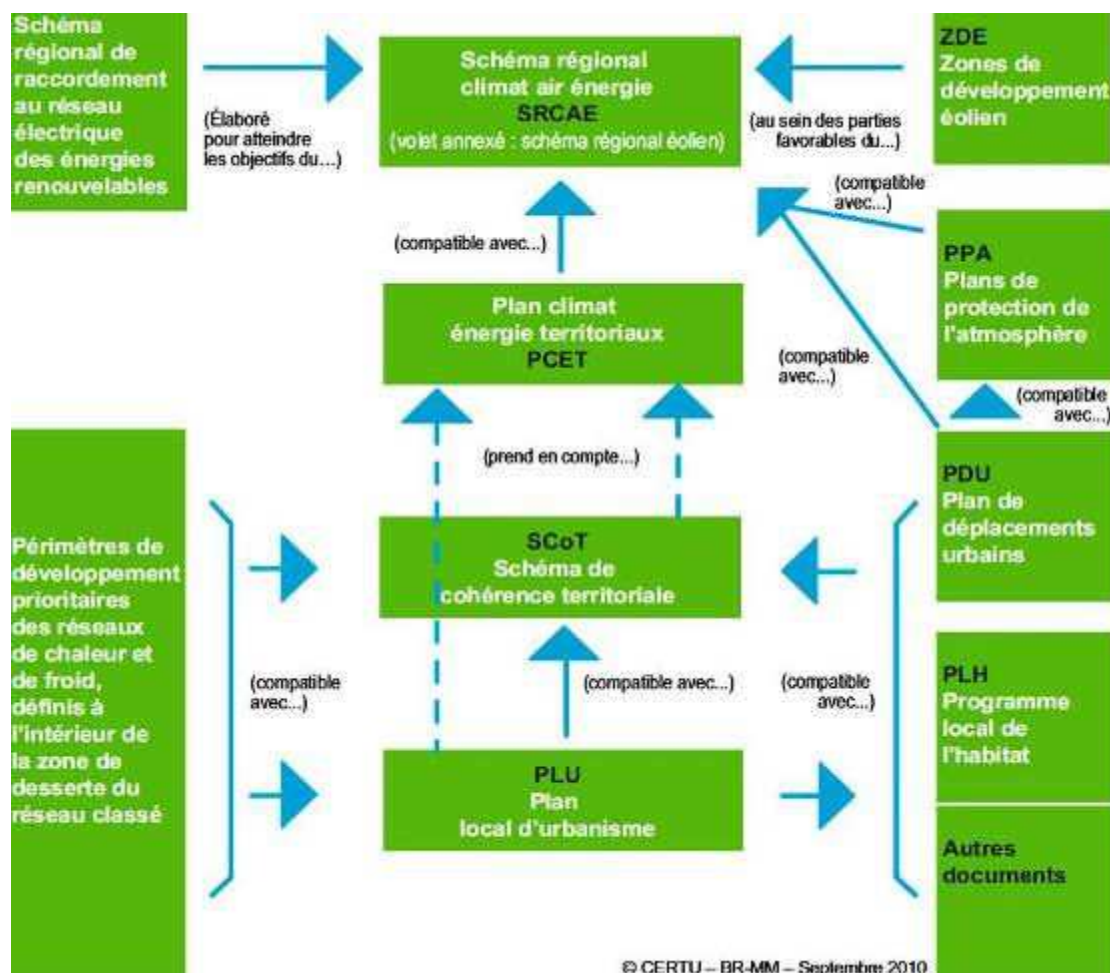 Schéma
régional de
raccordement
au réseau
électrique
des énergies
renouvelables
(Élaboré
pour atteindre
les objectifs du...)
Schéma régional
climat air énergie
SRCAE
(volet annexé : schéma régional éolien)
(au sein des parties
favorables du...)
ZDE
Zones de
développement
éolien
(compatible
avec...)
(compatible avec...)
PPA
Plans de
protection de
l'atmosphère
Plan climat
énergie territoriaux
PCET
(compatible
avec...)
(compatible
avec...)
(prend en compte...)
PDU
Plan de
déplacements
urbains
Périmètres de
développement
prioritaires
des réseaux
de chaleur et
de froid,
définis à
l'intérieur de
la zone de
desserte du
réseau classé
SCoT
Schéma de
cohérence territoriale
(compatible
avec...)
(compatible avec...)
(compatible
avec...)
PLH
Programme
local de
l'habitat
PLU
Plan
local d'urbanisme
Autres
documents
© CERTU – BR-MM – Septembre 2010